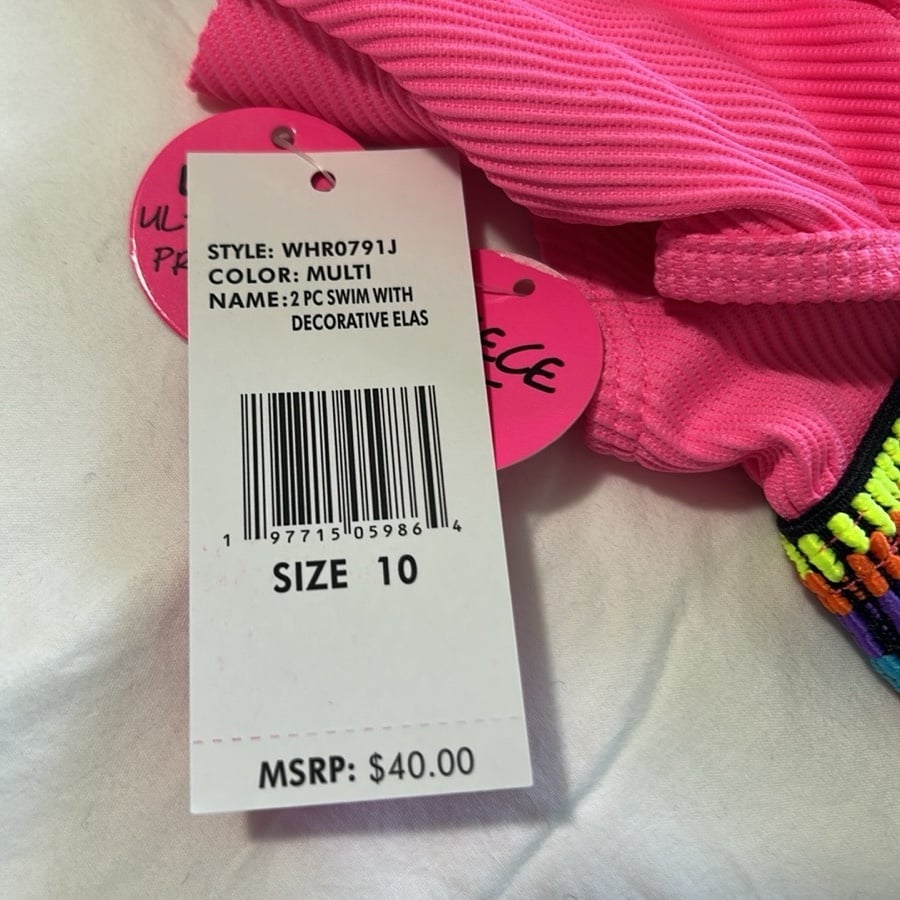 STYLE: WHR0791J
COLOR: MULTI
NAME: 2 PC SWIM WITH
DECORATIVE ELAS
1 97715 05986 4
SIZE 10
MSRP: $40.00